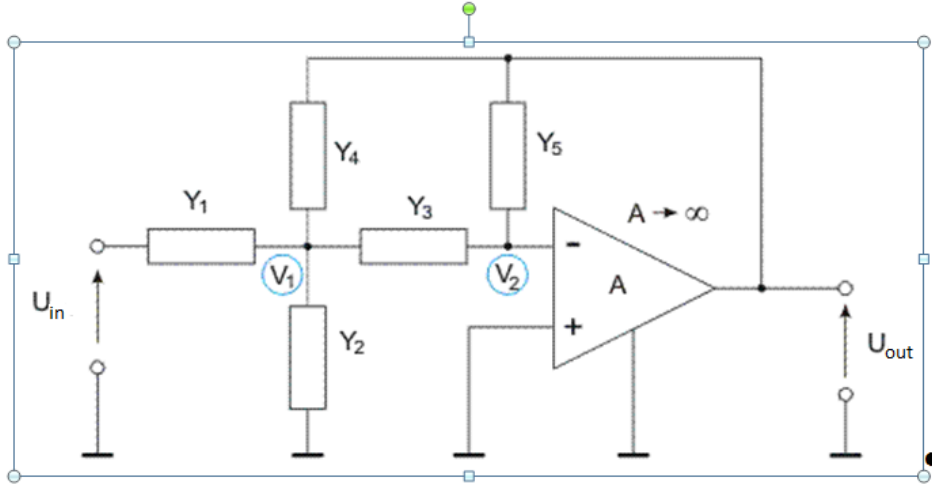 Y4
Y5
Y1
Y3
A → ∞
V1
V2
-
A
Uin
+
Y2
Uout